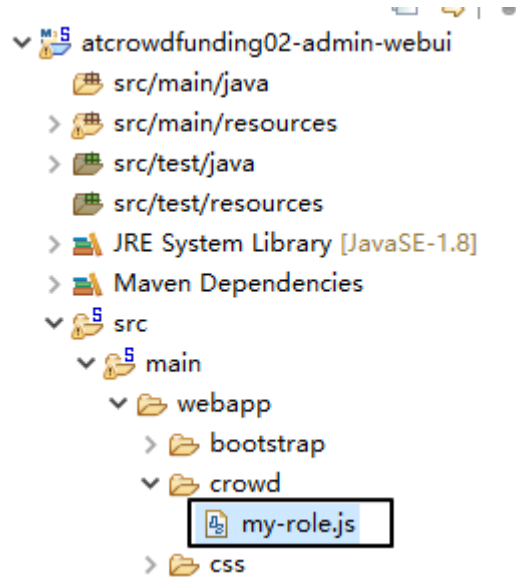 atcrowdfunding02-admin-webui
src/main/java
src/main/resources
src/test/java
src/test/resources
JRE System Library [JavaSE-1.8]
Maven Dependencies
src
main
webapp
bootstrap
crowd
my-role.js
css